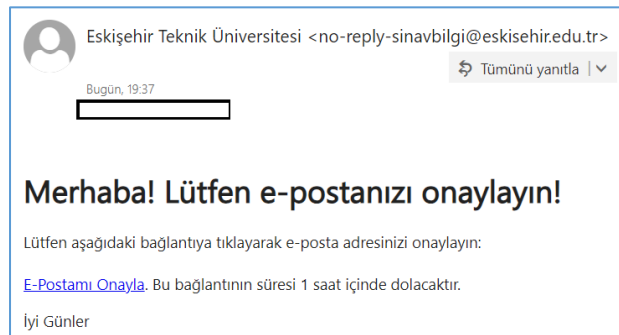 Eskişehir Teknik Üniversitesi <no-reply-sinavbilgi@eskisehir.edu.tr>
Tümünü yanıtla
Bugün, 19:37
Merhaba! Lütfen e-postanızı onaylayın!
Lütfen aşağıdaki bağlantıya tıklayarak e-posta adresinizi onaylayın:
E-Postamı Onayla. Bu bağlantının süresi 1 saat içinde dolacaktır.
İyi Günler